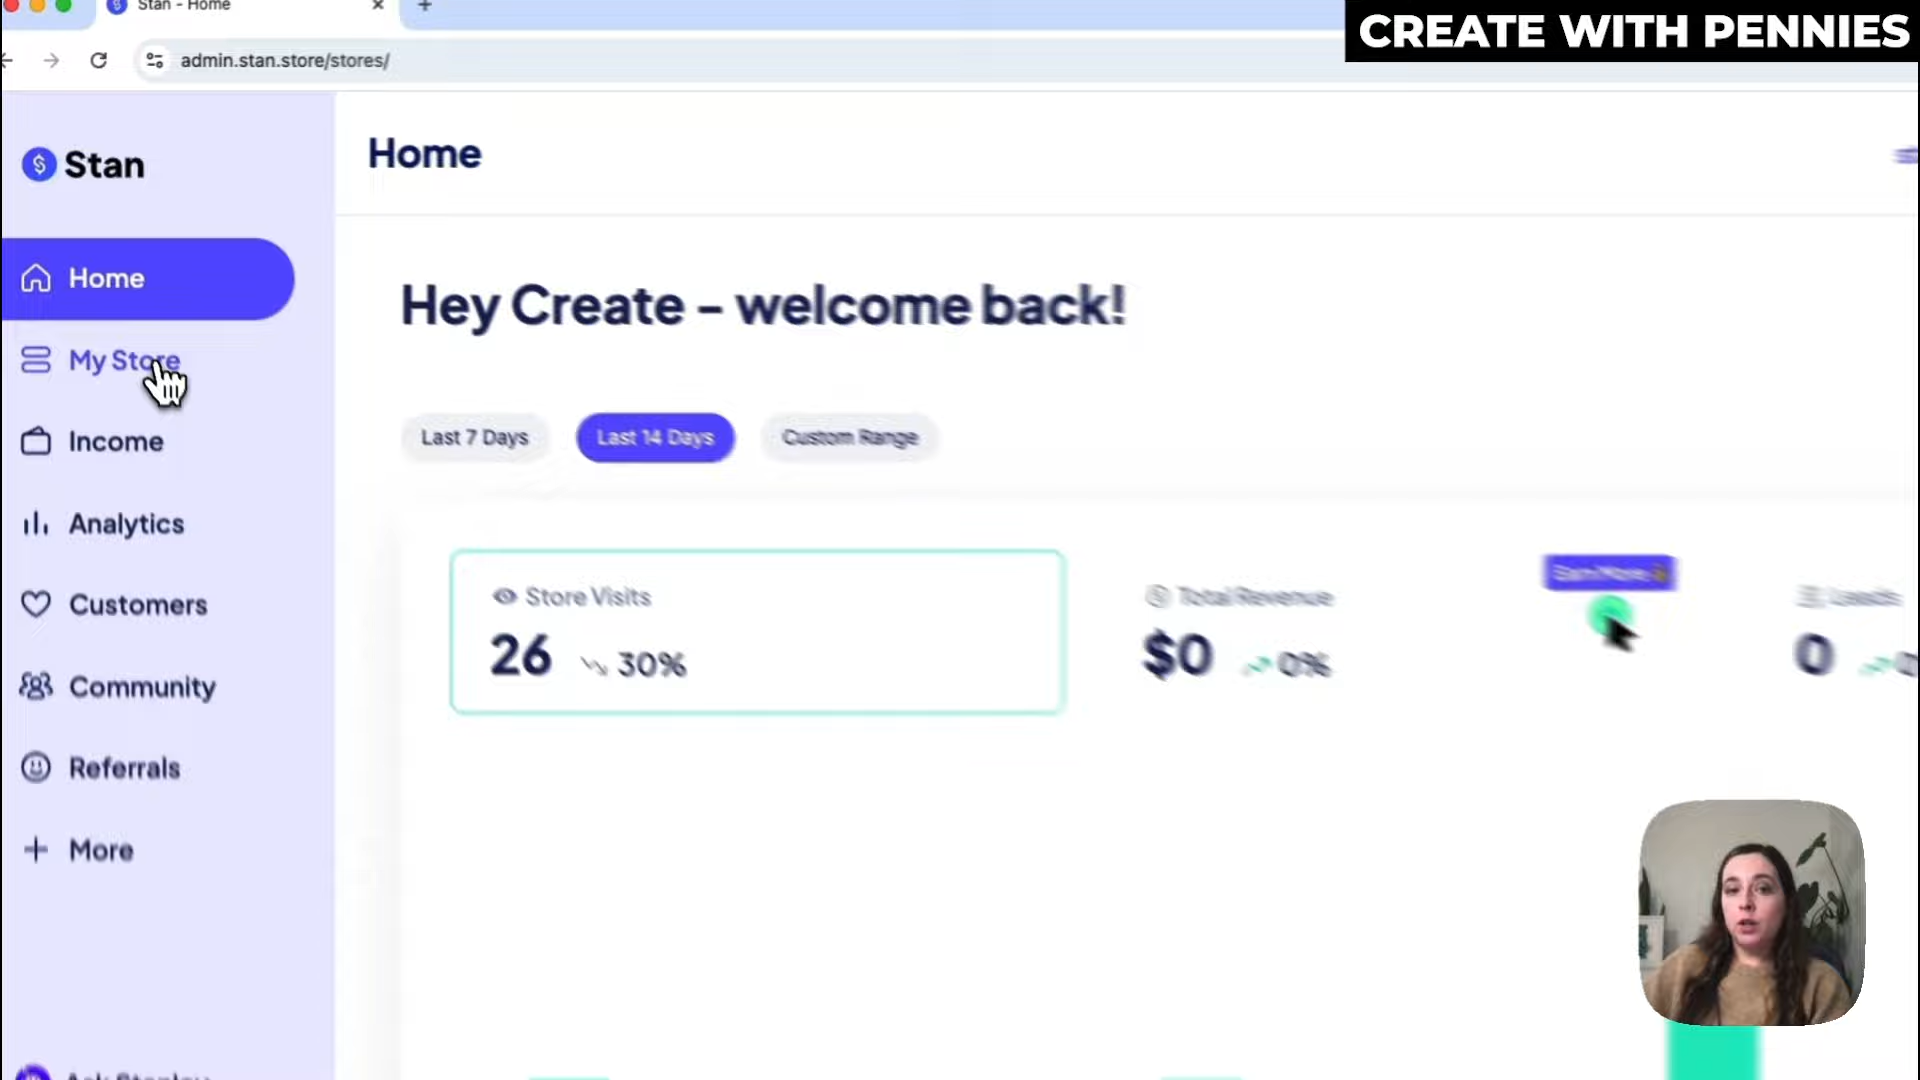 Stan - Home
CREATE WITH PENNIES
admin.stan.store/stores/
Stan
Home
Home
My Store
Income
Analytics
Customers
Community
Referrals
More
Hey Create – welcome back!
Last 7 Days
Last 14 Days
Custom Range
Store Visits
26
30%
Total Revenue
$0
0%
Leads
0